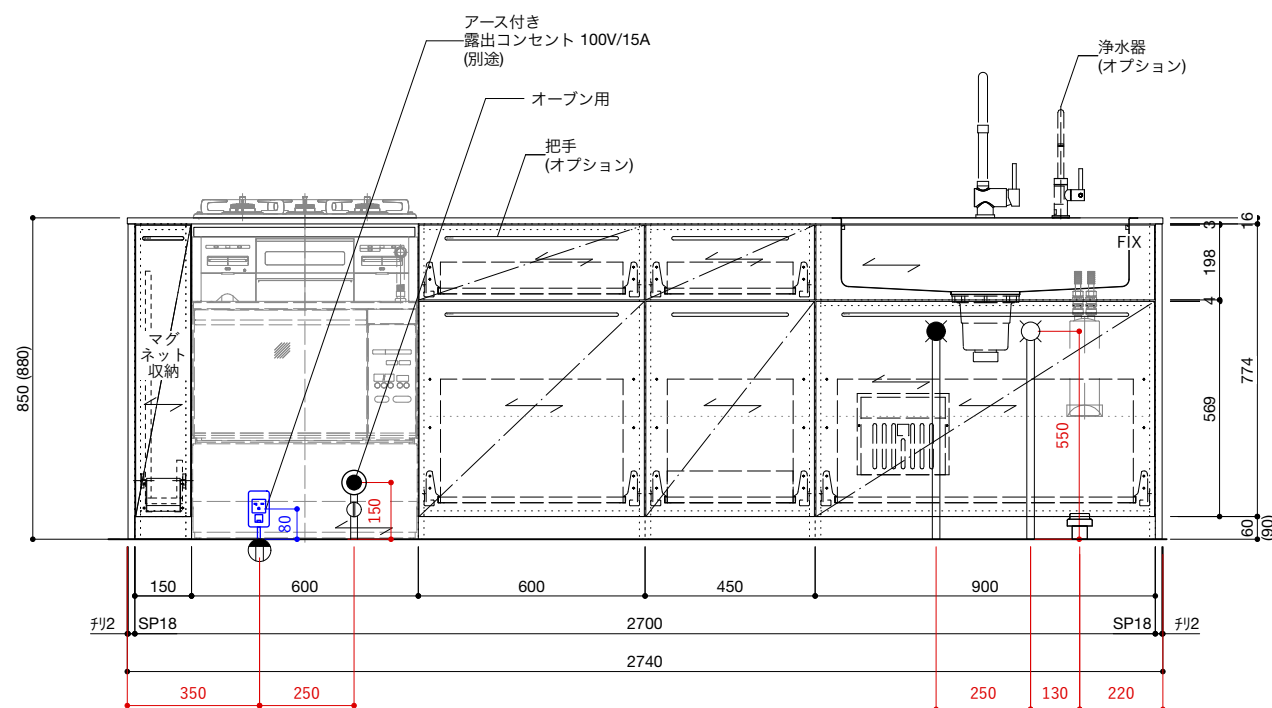 アース付き
露出コンセント 100V/15A
(別途)
オーブン用
把手
(オプション)
浄水器
(オプション)
FIX
マグ
ネット
収納
850 (880)
16
3
198
4
774
569
550
60
(90)
80
150
150
600
600
450
900
チリ2
SP18
2700
SP18
チリ2
2740
350
250
250
130
220